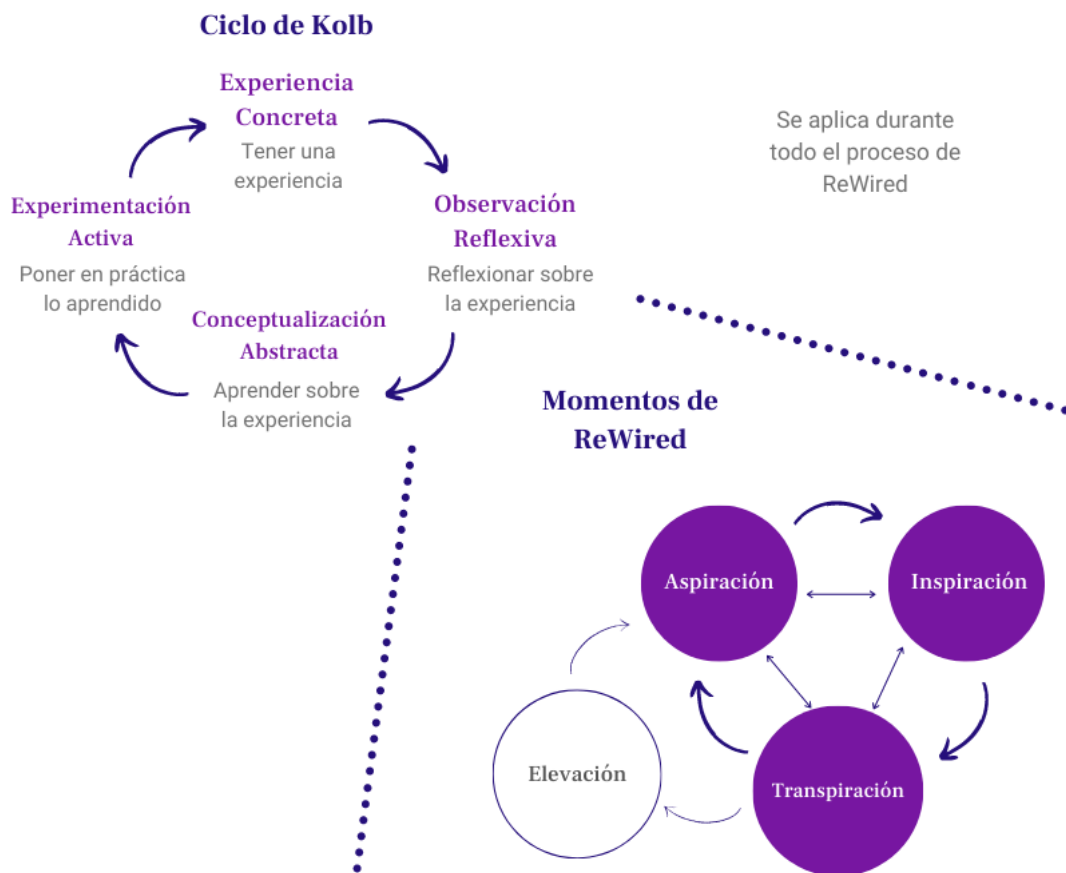 Ciclo de Kolb
Experiencia
Concreta
Tener una
experiencia
Se aplica durante
todo el proceso de
ReWired
Experimentación
Activa
Poner en práctica
lo aprendido
Observación
Reflexiva
Reflexionar sobre
la experiencia
Conceptualización
Abstracta
Aprender sobre
la experiencia
Momentos de
ReWired
Aspiración
Inspiración
Elevación
Transpiración